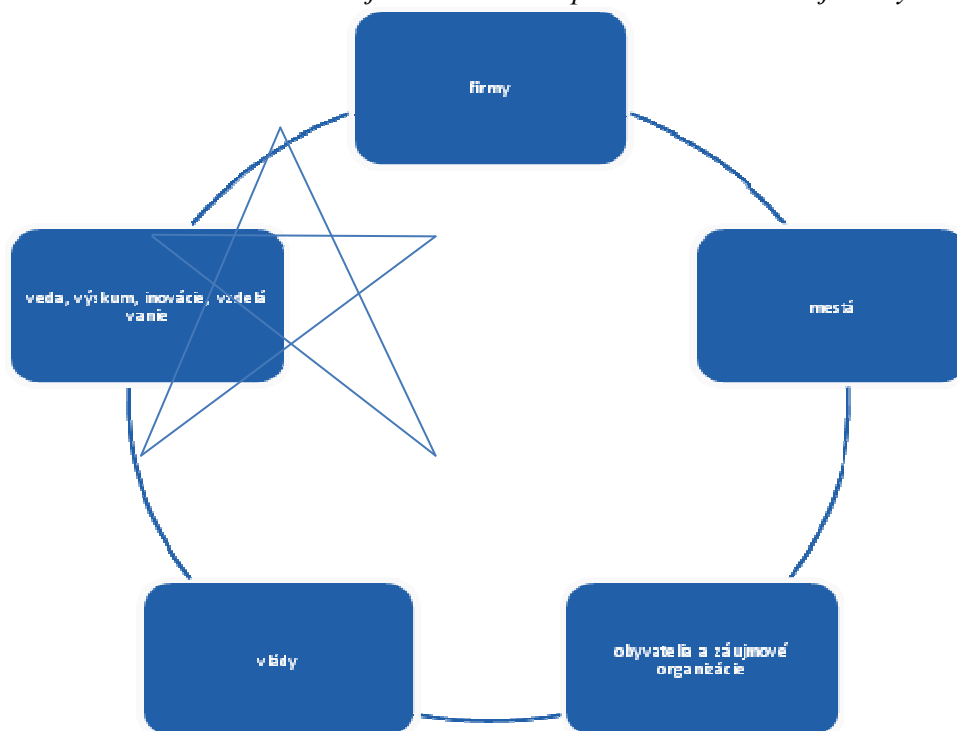 firmy
veda, výskum, inovácie, vzdelá
vanie
mestá
vlády
obyvatelia a záujmové
organizácie